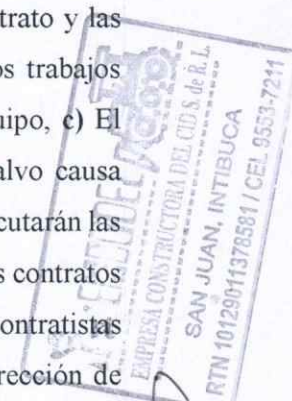 trato y las
os trabajos
uipo, c) El
alvo causa
cutarán las
s contratos
ontratistas
rección de
EMPRESA CONSTRUCTORA DEL CID S. de R. L.
SAN JUAN, INTIBUCA
RTN 10129011378581 / CEL 9553-7211